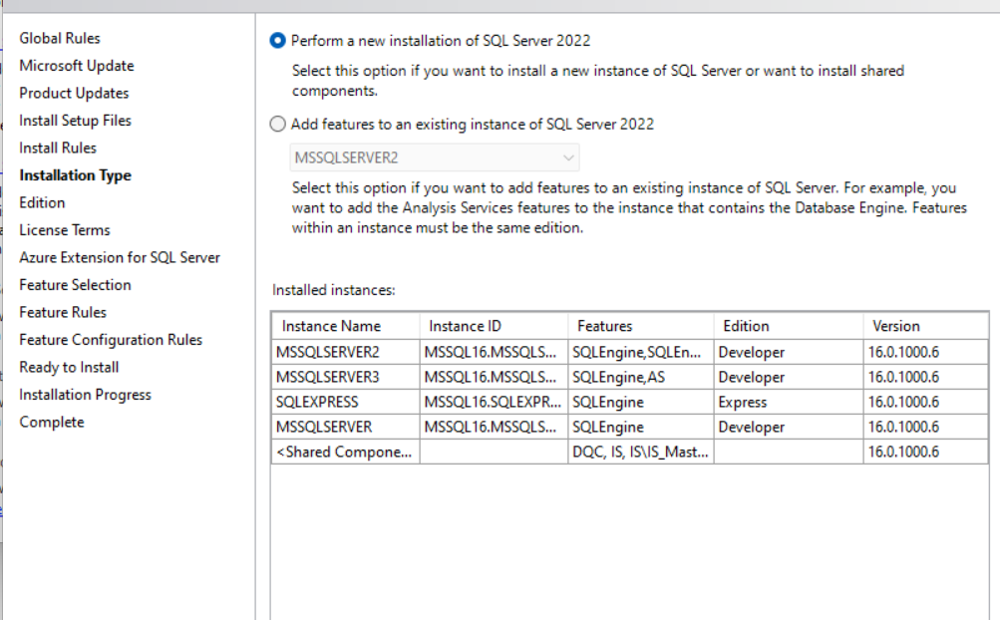 Global Rules
Microsoft Update
Product Updates
Install Setup Files
Install Rules
Installation Type
Edition
License Terms
Azure Extension for SQL Server
Feature Selection
Feature Rules
Feature Configuration Rules
Ready to Install
Installation Progress
Complete
Perform a new installation of SQL Server 2022
Select this option if you want to install a new instance of SQL Server or want to install shared
components.
Add features to an existing instance of SQL Server 2022
MSSQLSERVER2
Select this option if you want to add features to an existing instance of SQL Server. For example, you
want to add the Analysis Services features to the instance that contains the Database Engine. Features
within an instance must be the same edition.
Installed instances:
Instance Name Instance ID Features Edition Version
MSSQLSERVER2 MSSQL16.MSSQLS... SQLEngine,SQLEn... Developer 16.0.1000.6
MSSQLSERVER3 MSSQL16.MSSQLS... SQLEngine,AS Developer 16.0.1000.6
SQLEXPRESS MSSQL16.SQLEXPR... SQLEngine Express 16.0.1000.6
MSSQLSERVER MSSQL16.MSSQLS... SQLEngine Developer 16.0.1000.6
<Shared Compone... DQC, IS, IS\IS_Mast... 16.0.1000.6